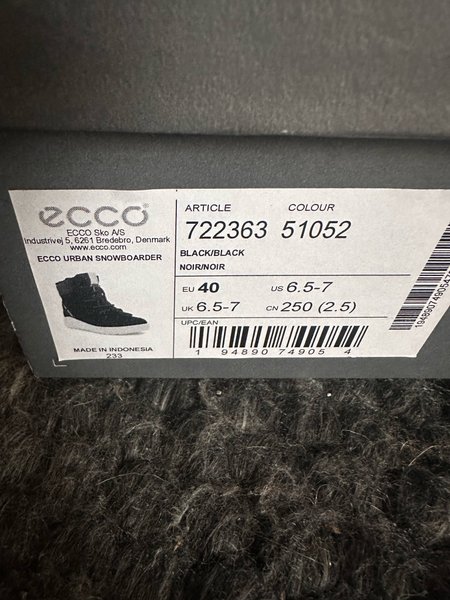 ecco
ECCO Sko A/S
Industrivej 5, 6261 Bredebro, Denmark
www.ecco.com
ECCO URBAN SNOWBOARDER
MADE IN INDONESIA
233
ARTICLE COLOUR
722363 51052
BLACK/BLACK
NOIR/NOIR
EU 40 US 6.5-7
UK 6.5-7 CN 250 (2.5)
UPC/EAN
1 94890 74905 4